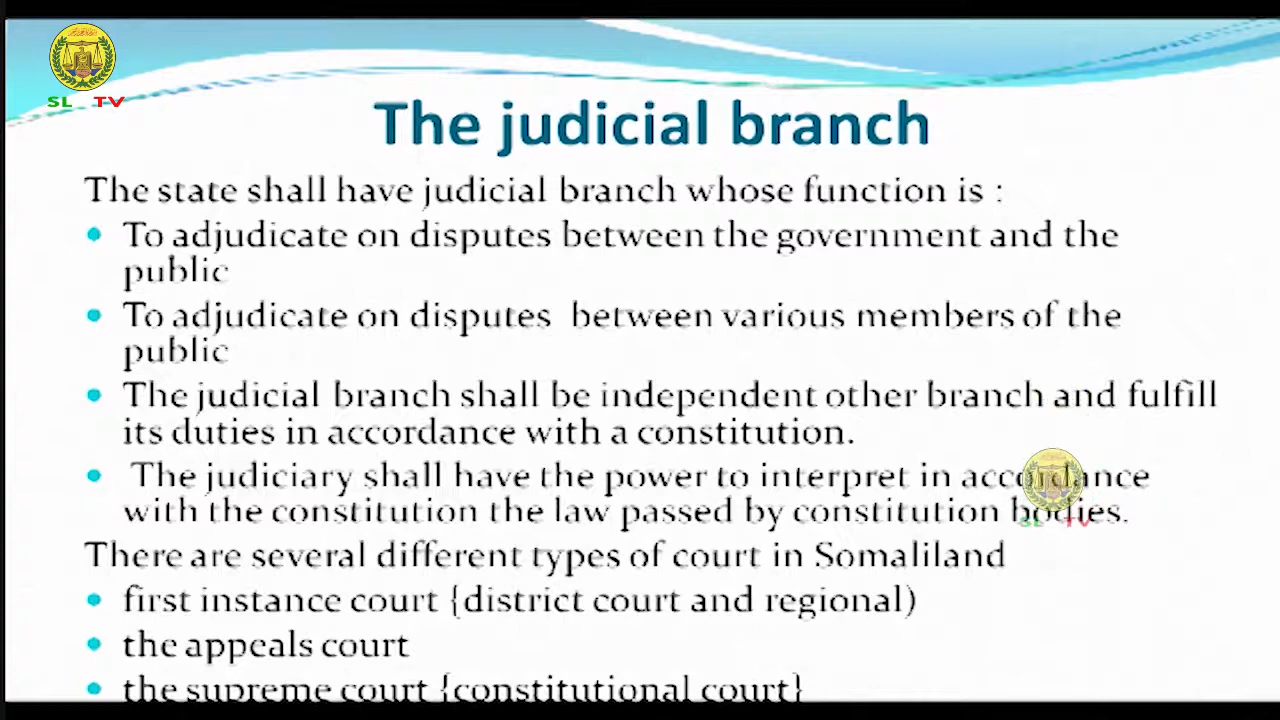 SL TV
The judicial branch
The state shall have judicial branch whose function is :
To adjudicate on disputes between the government and the
public
To adjudicate on disputes between various members of the
public
The judicial branch shall be independent other branch and fulfill
its duties in accordance with a constitution.
The judiciary shall have the power to interpret in accordance
with the constitution the law passed by constitution bodies.
SL TV
There are several different types of court in Somaliland
first instance court {district court and regional)
the appeals court
the supreme court {constitutional court}